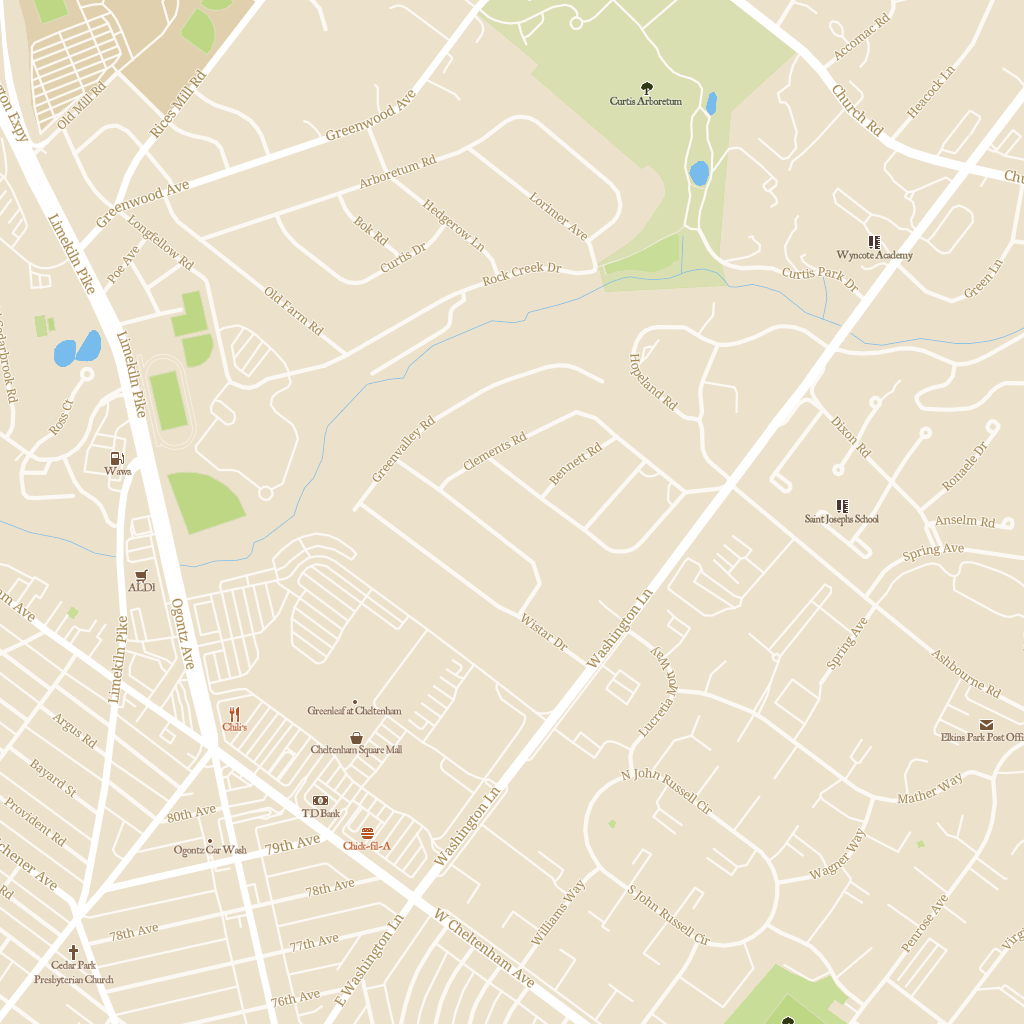 Accomac Rd
Old Mill Rd
Rices Mill Rd
Greenwood Ave
Curtis Arboretum
Church Rd
Heacock Ln
Expy
Arboretum Rd
Greenwood Ave
Lorimer Ave
Hedgerow Ln
Bok Rd
Curtis Dr
Longfellow Rd
Limekiln Pike
Poe Ave
Rock Creek Dr
Wyncote Academy
Curtis Park Dr
Green Ln
Old Farm Rd
Cedarbrook Rd
Limekiln Pike
Hopeland Rd
Ross Ct
Greenvalley Rd
Clements Rd
Bennett Rd
Dixon Rd
Ronaele Dr
Wawa
Saint Josephs School
Anselm Rd
Spring Ave
ALDI
Ave
Ogontz Ave
Limekiln Pike
Wistar Dr
Washington Ln
Lucretia Mott Way
Spring Ave
Ashbourne Rd
Argus Rd
Chili's
Greenleaf at Cheltenham
Cheltenham Square Mall
Elkins Park Post Offi
Bayard St
TD Bank
N John Russell Cir
Mather Way
Provident Rd
80th Ave
Ogontz Car Wash
79th Ave
Chick-fil-A
Washington Ln
Wagner Way
Ave
Rd
78th Ave
78th Ave
77th Ave
76th Ave
Cedar Park
Presbyterian Church
E Washington Ln
W Cheltenham Ave
Williams Way
S John Russell Cir
Penrose Ave